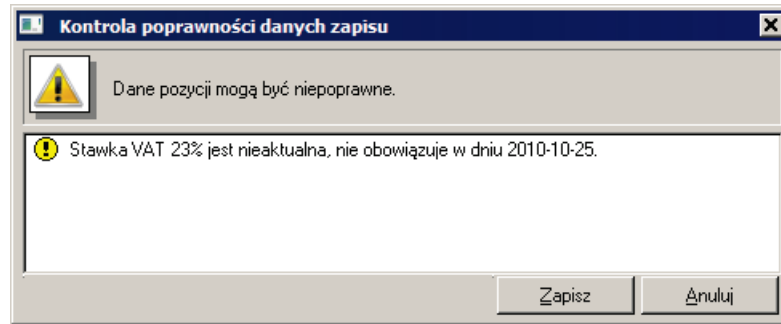 Kontrola poprawności danych zapisu
Dane pozycji mogą być niepoprawne.
Stawka VAT 23% jest nieaktualna, nie obowiązuje w dniu 2010-10-25.
Zapisz
Anuluj